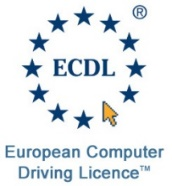 ®
ECDL
European Computer
Driving Licence™